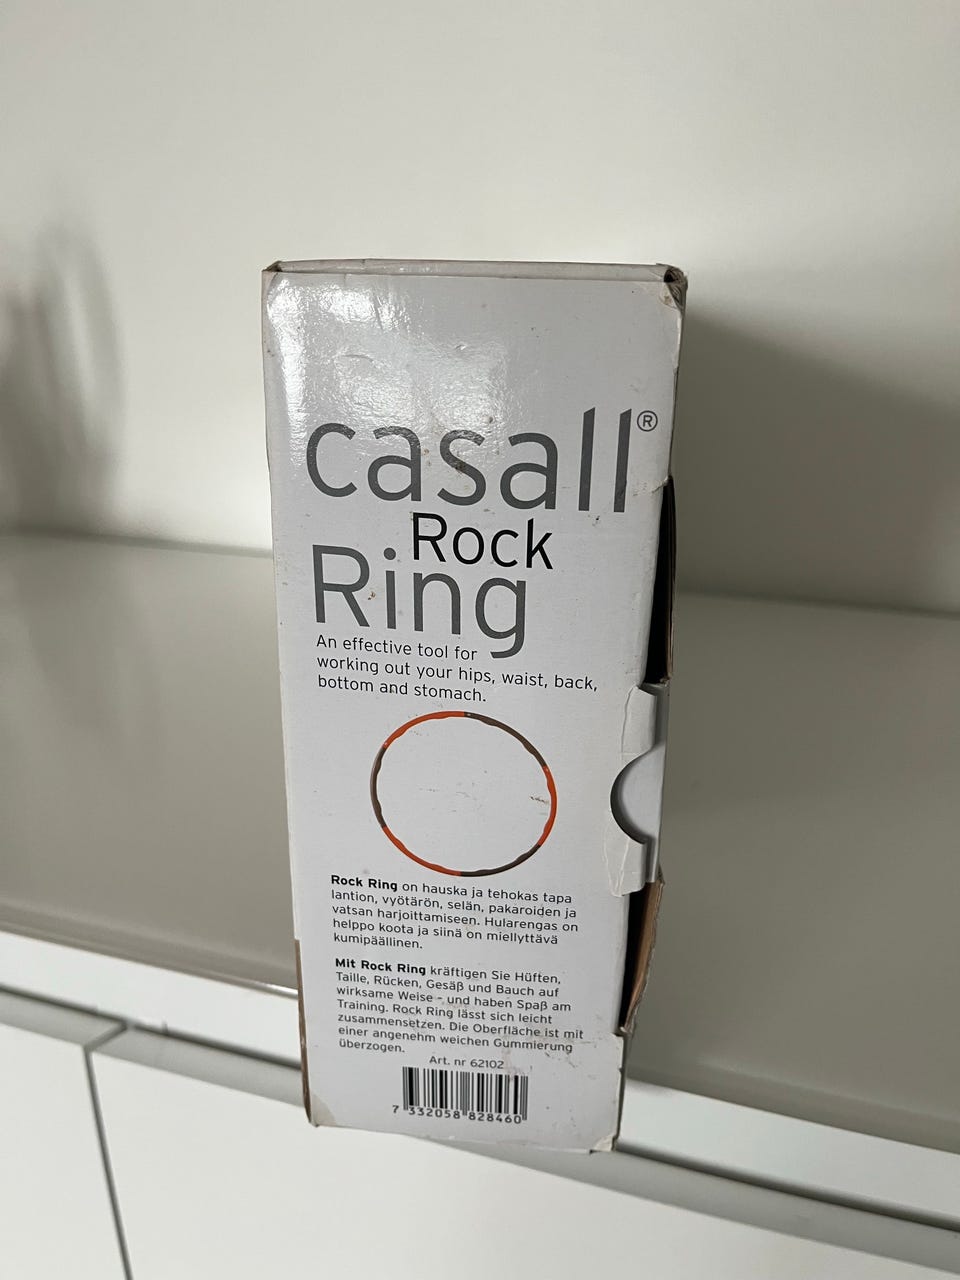 casall®
Rock
Ring
An effective tool for
working out your hips, waist, back,
bottom and stomach.
Rock Ring on hauska ja tehokas tapa
lantion, vyötärön, selän, pakaroiden ja
vatsan harjoittamiseen. Hularengas on
helppo koota ja siinä on miellyttävä
kumipäällinen.
Mit Rock Ring kräftigen Sie Hüften,
Taille, Rücken, Gesäß und Bauch auf
wirksame Weise – und haben Spaß am
Training. Rock Ring lässt sich leicht
zusammensetzen. Die Oberfläche ist mit
einer angenehm weichen Gummierung
überzogen.
Art. nr 62102
7 332058 828460